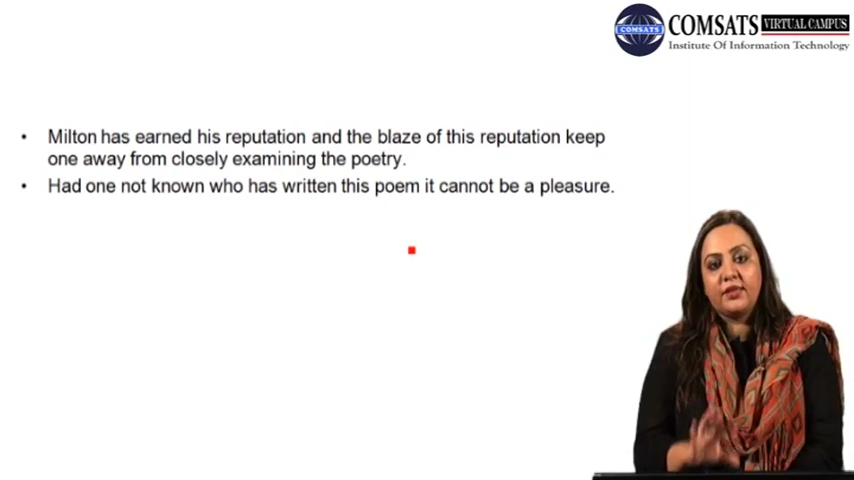 COMSATS
COMSATS VIRTUAL CAMPUS
Institute Of Information Technology
• Milton has earned his reputation and the blaze of this reputation keep
one away from closely examining the poetry.
• Had one not known who has written this poem it cannot be a pleasure.